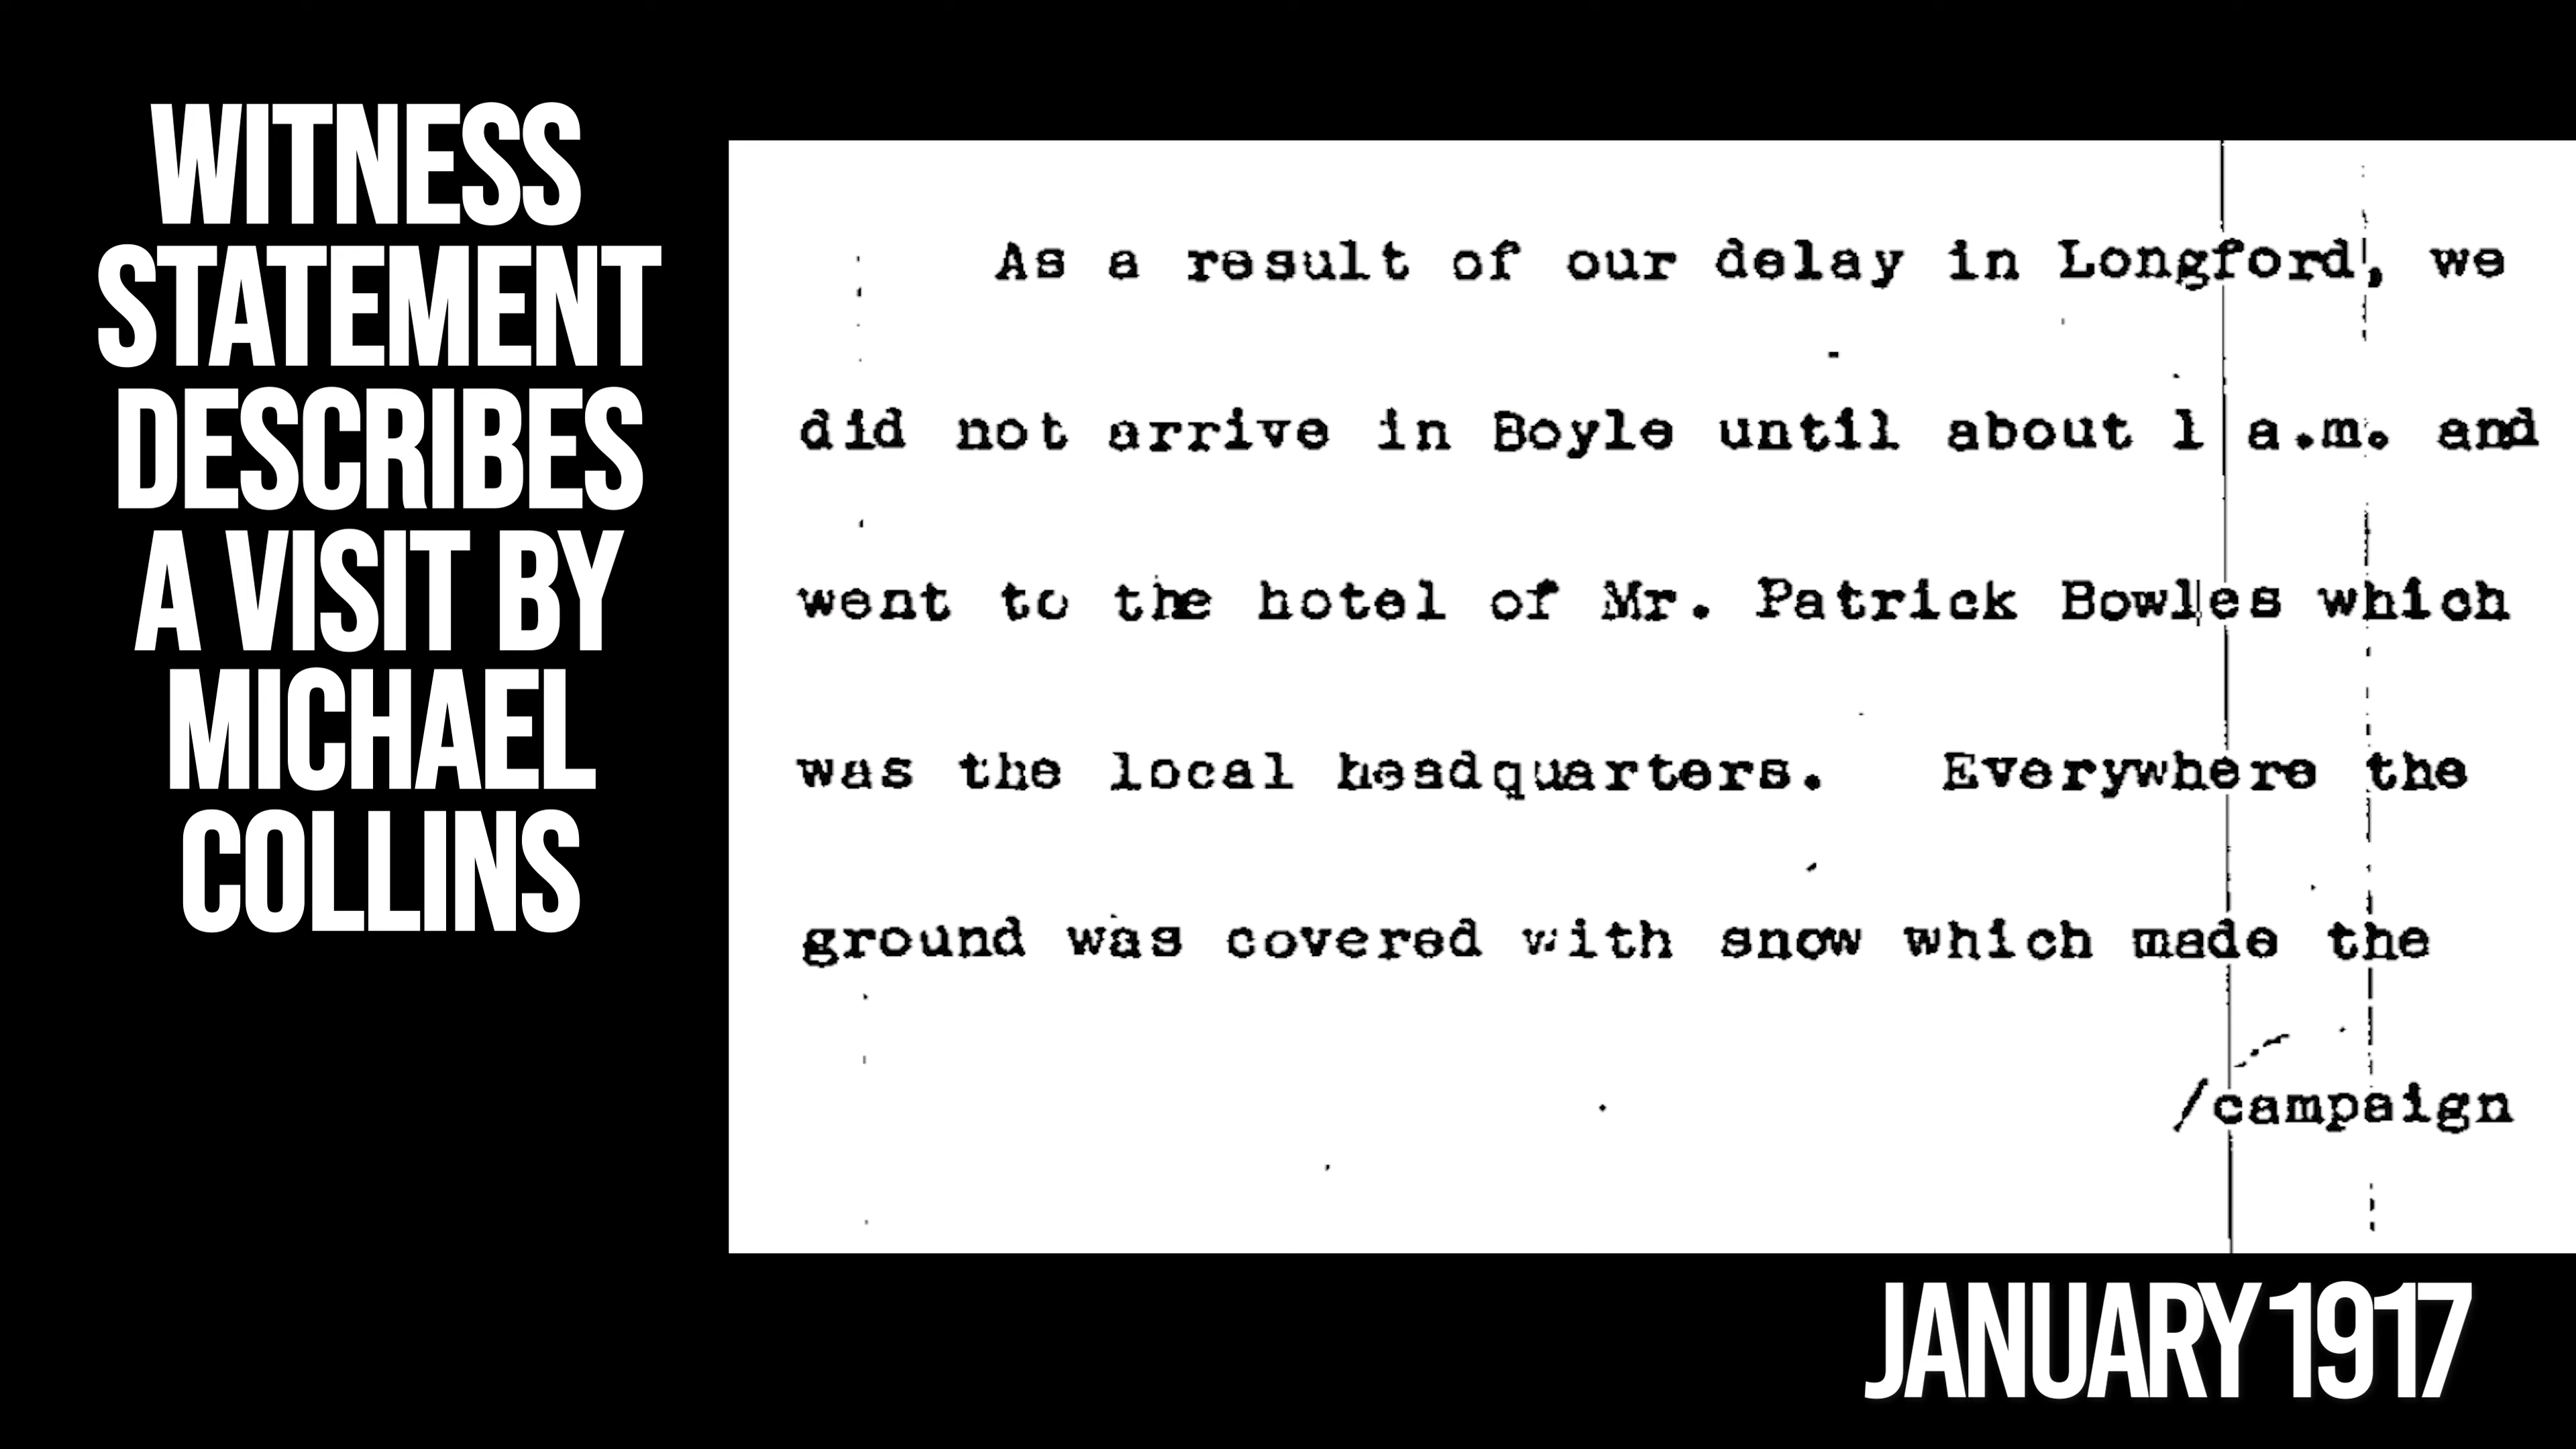 WITNESS
STATEMENT
DESCRIBES
A VISIT BY
MICHAEL
COLLINS
As a result of our delay in Longford, we
did not arrive in Boyle until about 1 a.m. and
went to the hotel of Mr. Patrick Bowles which
was the local headquarters. Everywhere the
ground was covered with snow which made the
/campaign
JANUARY 1917